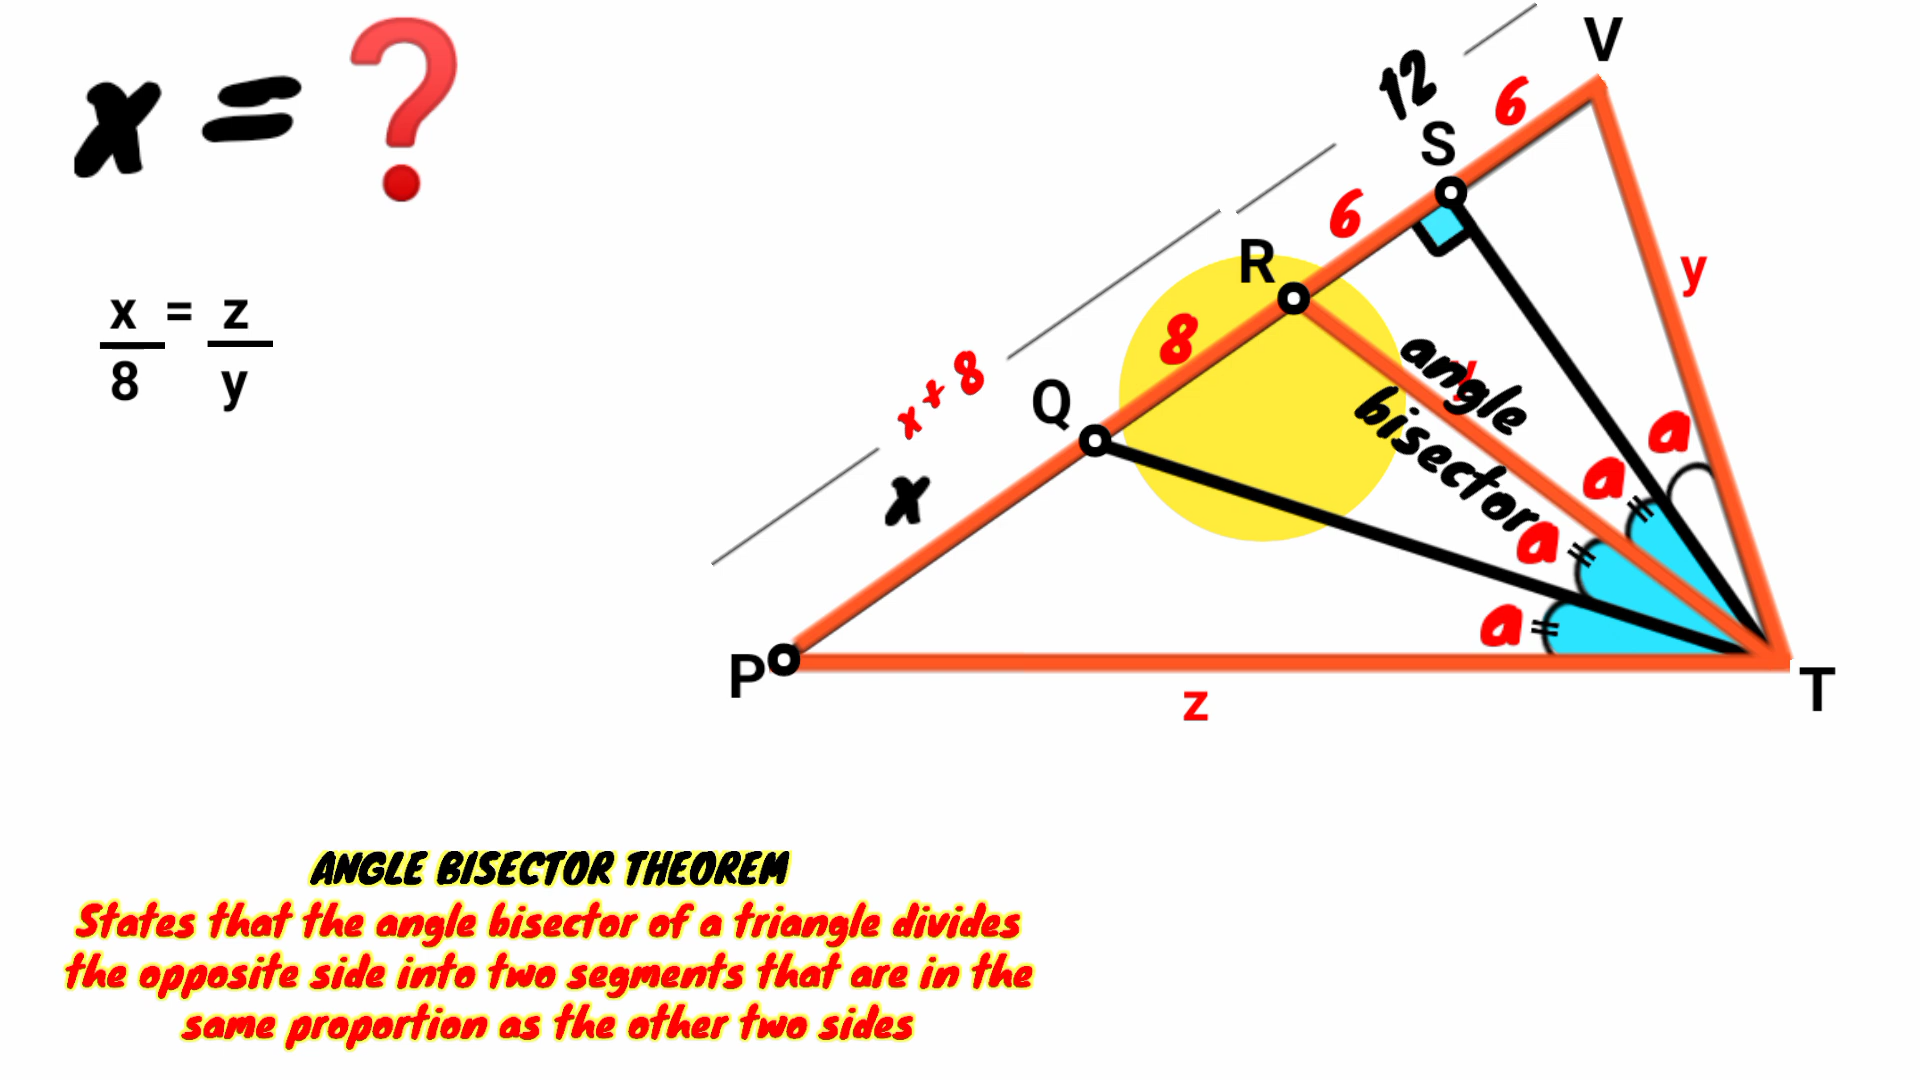 x = ❓
x = z
8 y
V
12
6
S
6
R
y
8
angle
x + 8
Q
bisector
a
a
x
a
a
P
T
z
ANGLE BISECTOR THEOREM
States that the angle bisector of a triangle divides
the opposite side into two segments that are in the
same proportion as the other two sides